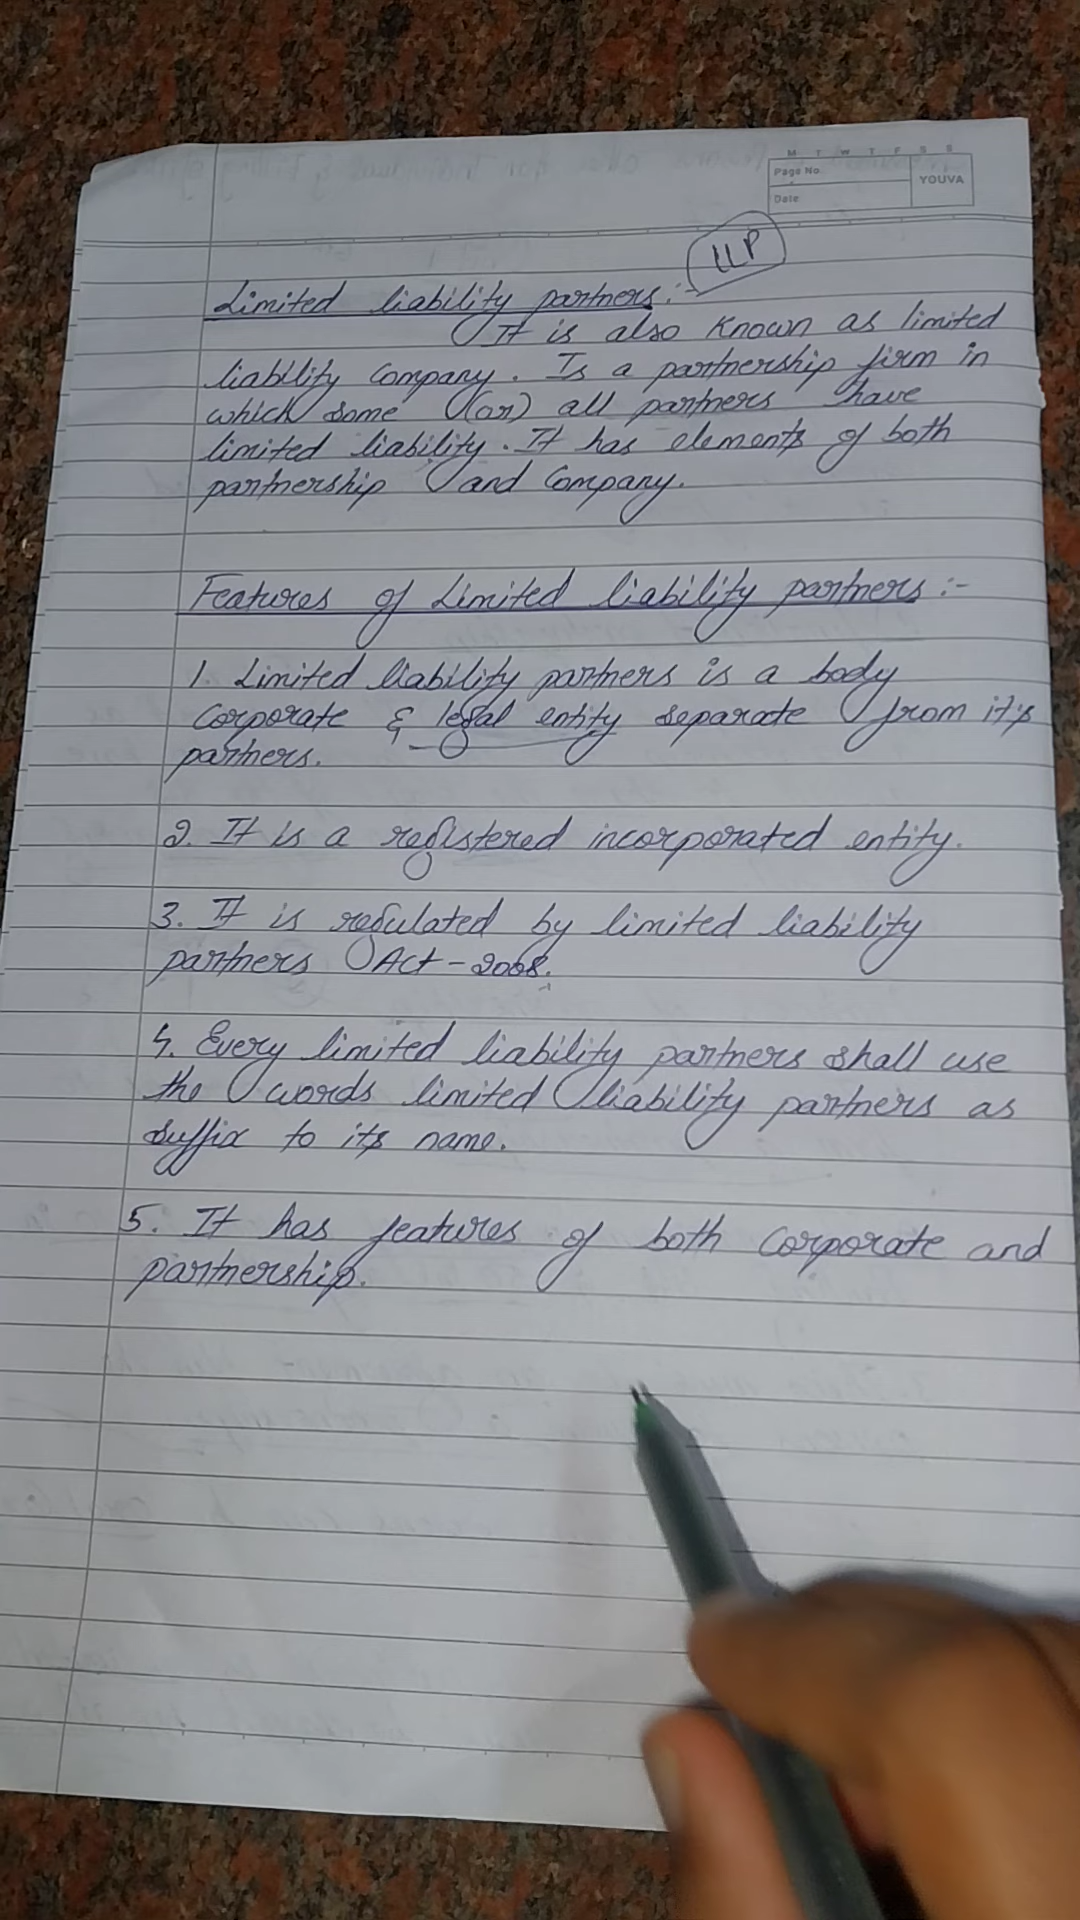 M T W T F S S
Page No
YOUVA
Date
LLP
Limited liability partners :-
It is also known as limited
liability Company. Is a partnership firm in
which some (or) all partners have
limited liability. It has elements of both
partnership and Company.
Features of Limited liability partners :-
1. Limited liability partners is a body
Corporate & legal entity separate from it's
partners.
2. It is a registered incorporated entity.
3. It is regulated by limited liability
partners Act - 2008.
4. Every limited liability partners shall use
the words limited liability partners as
suffix to its name.
5. It has features of both Corporate and
partnership.